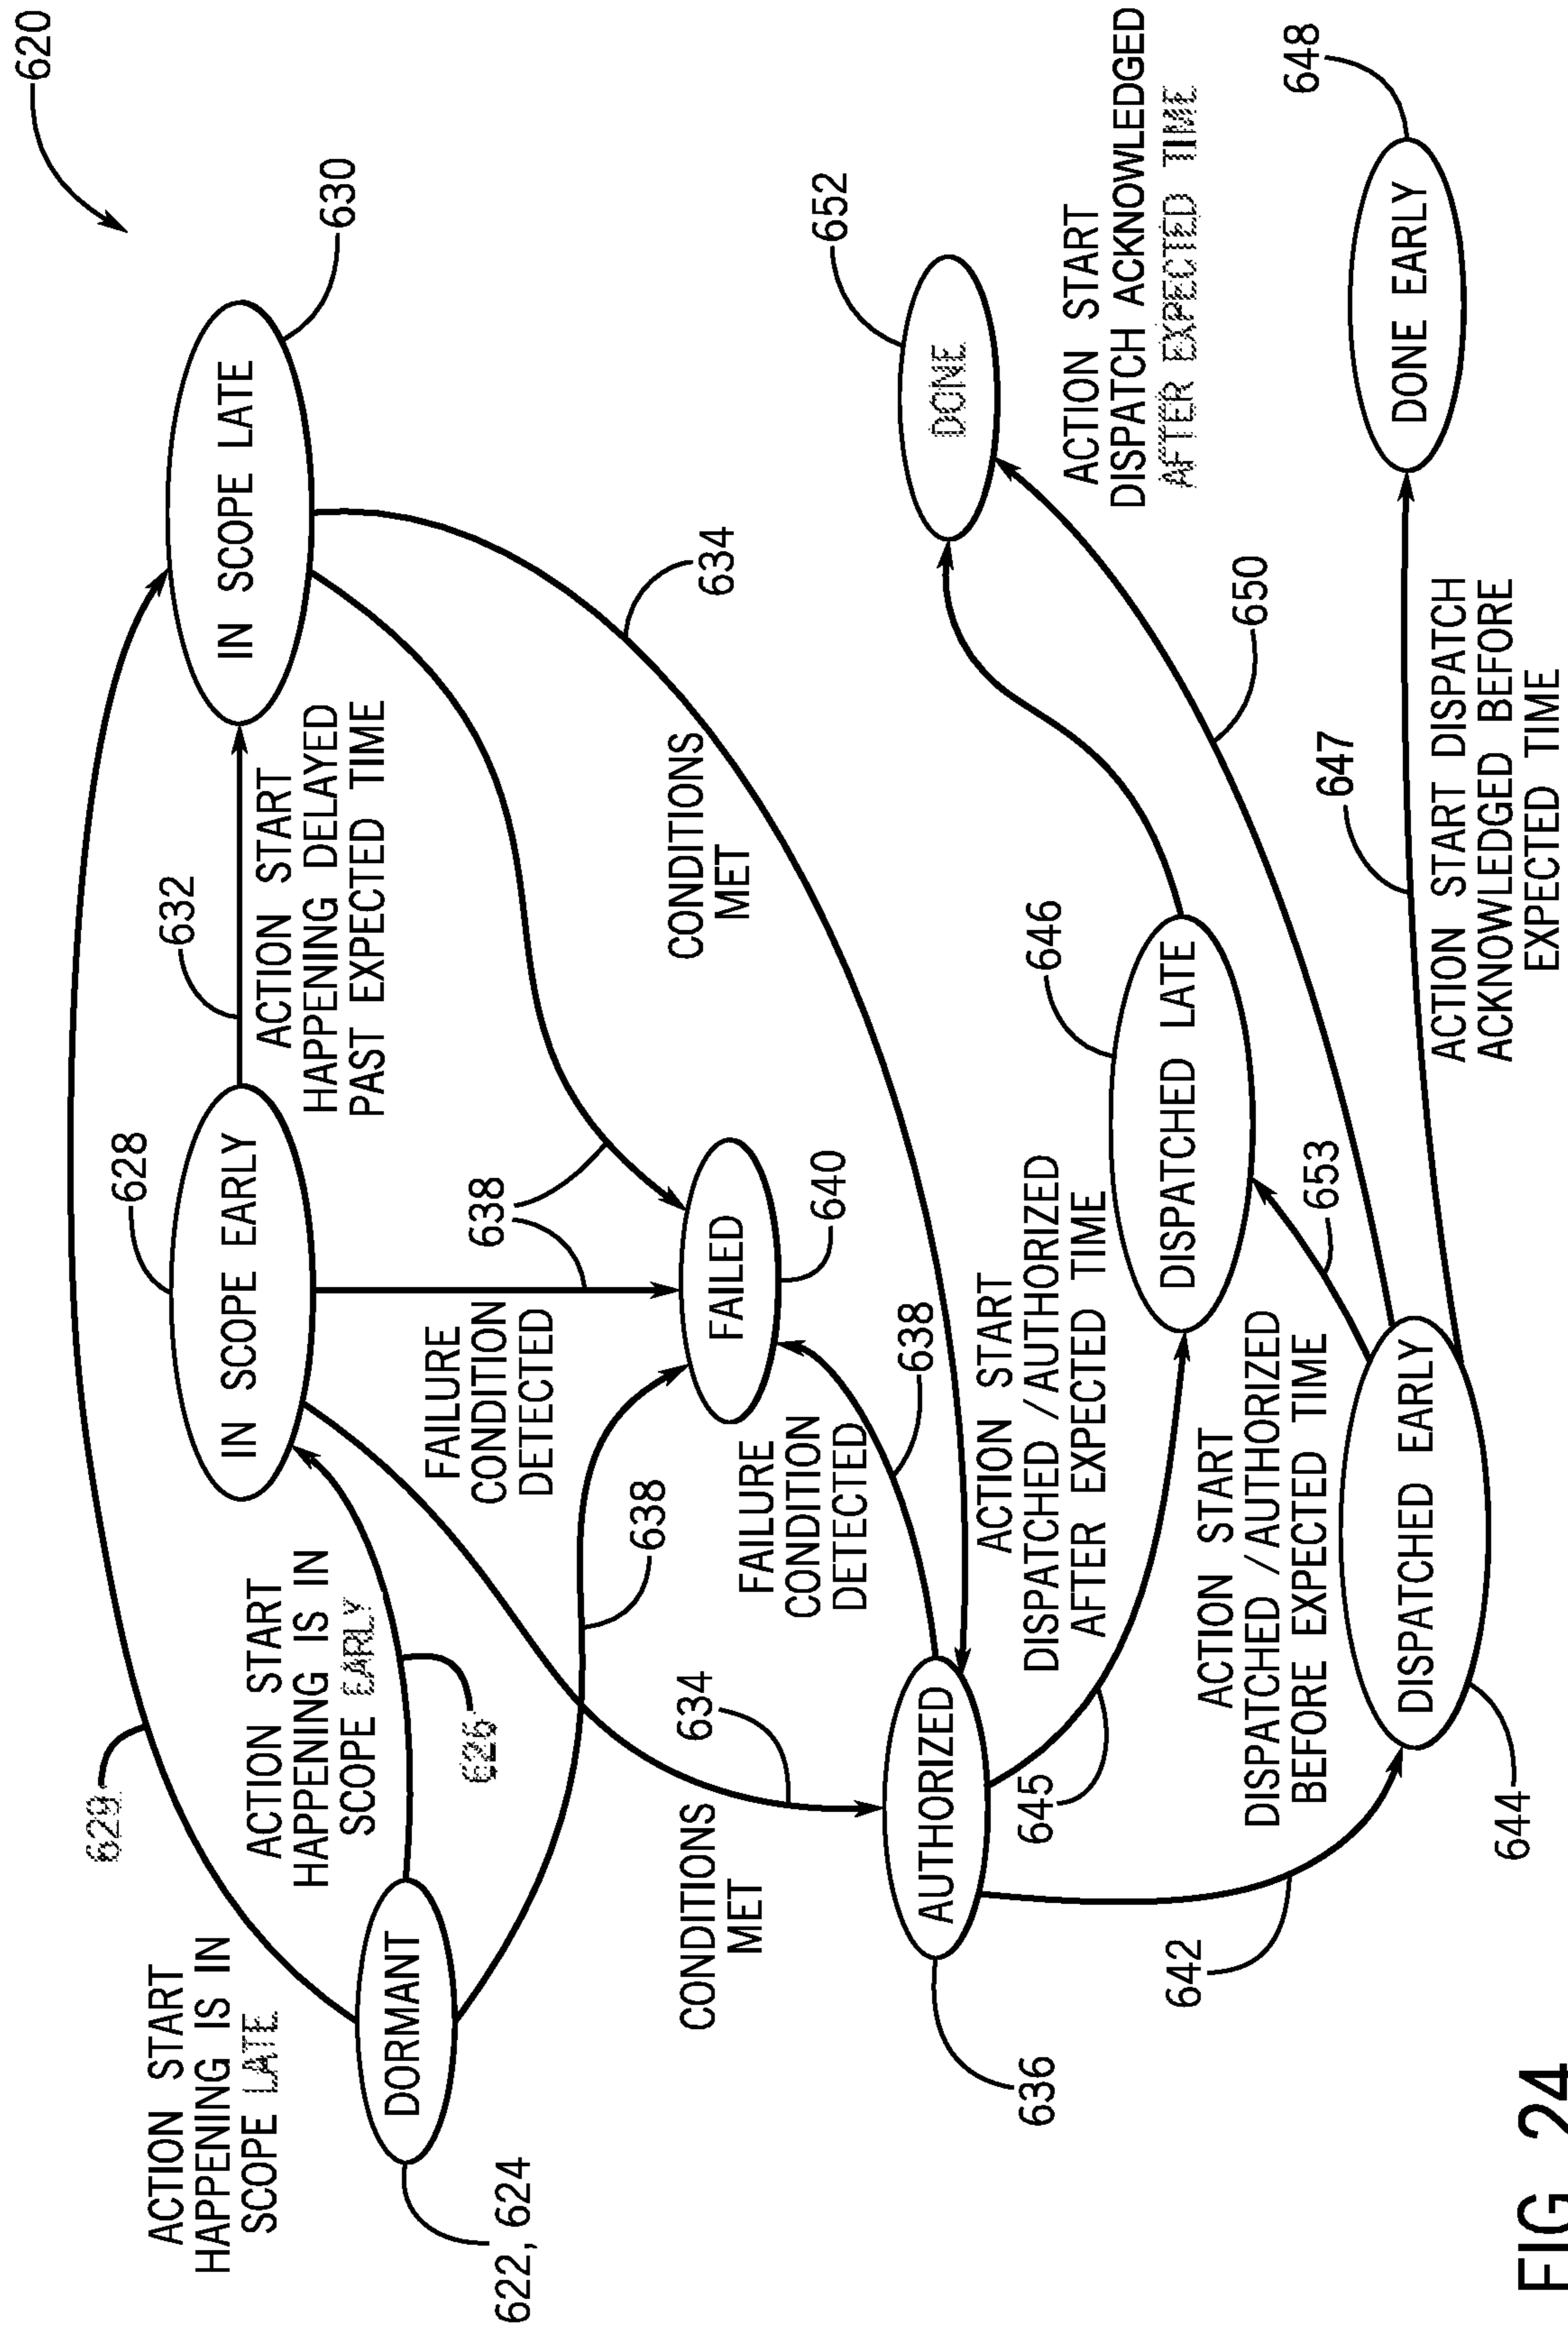 620
ACTION START
HAPPENING IS IN
SCOPE LATE
629
IN SCOPE EARLY
628
632
ACTION START
HAPPENING DELAYED
PAST EXPECTED TIME
IN SCOPE LATE
630
ACTION START
HAPPENING IS IN
SCOPE EARLY
626
DORMANT
622, 624
FAILURE
CONDITION
DETECTED
638
638
FAILED
640
634
CONDITIONS
MET
CONDITIONS
MET
634
FAILURE
CONDITION
DETECTED
638
AUTHORIZED
636
ACTION START
DISPATCHED/AUTHORIZED
AFTER EXPECTED TIME
645
DISPATCHED LATE
646
DONE
652
ACTION START
DISPATCH ACKNOWLEDGED
AFTER EXPECTED TIME
650
642
ACTION START
DISPATCHED/AUTHORIZED
BEFORE EXPECTED TIME
653
DISPATCHED EARLY
644
647
ACTION START DISPATCH
ACKNOWLEDGED BEFORE
EXPECTED TIME
DONE EARLY
648
FIG. 24